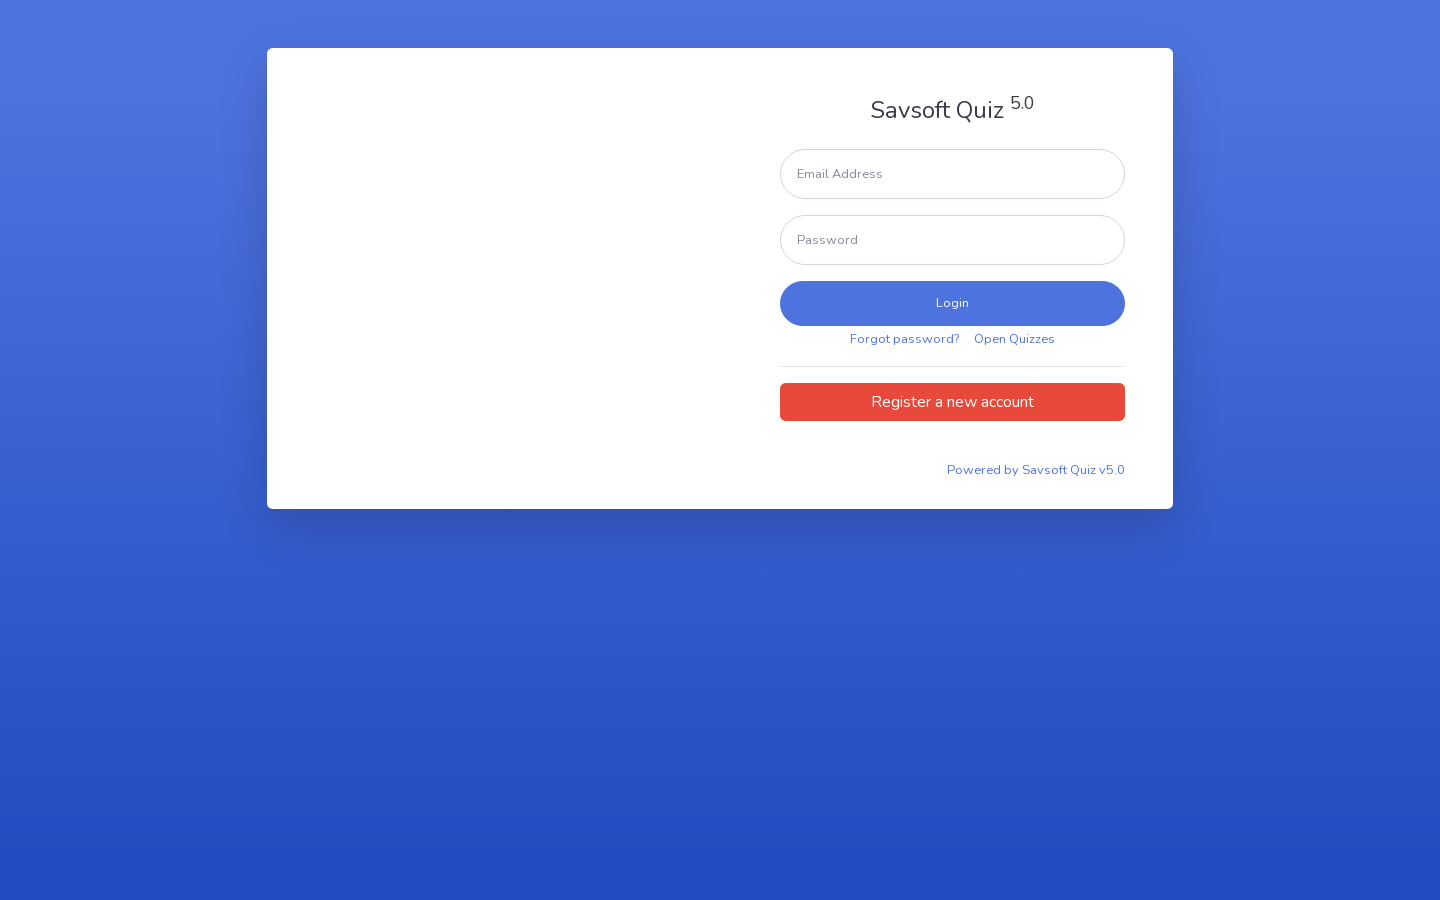 Savsoft Quiz 5.0
Email Address
Password
Login
Forgot password? Open Quizzes
Register a new account
Powered by Savsoft Quiz v5.0